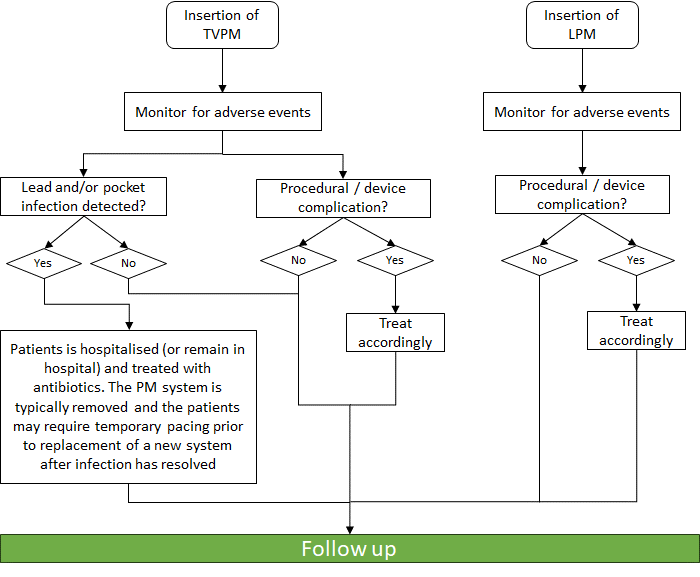 Insertion of
TVPM
Insertion of
LPM
Monitor for adverse events
Monitor for adverse events
Lead and/or pocket
infection detected?
Procedural / device
complication?
Procedural / device
complication?
Yes
No
No
Yes
No
Yes
Treat
accordingly
Treat
accordingly
Patients is hospitalised (or remain in
hospital) and treated with
antibiotics. The PM system is
typically removed and the patients
may require temporary pacing prior
to replacement of a new system
after infection has resolved
Follow up